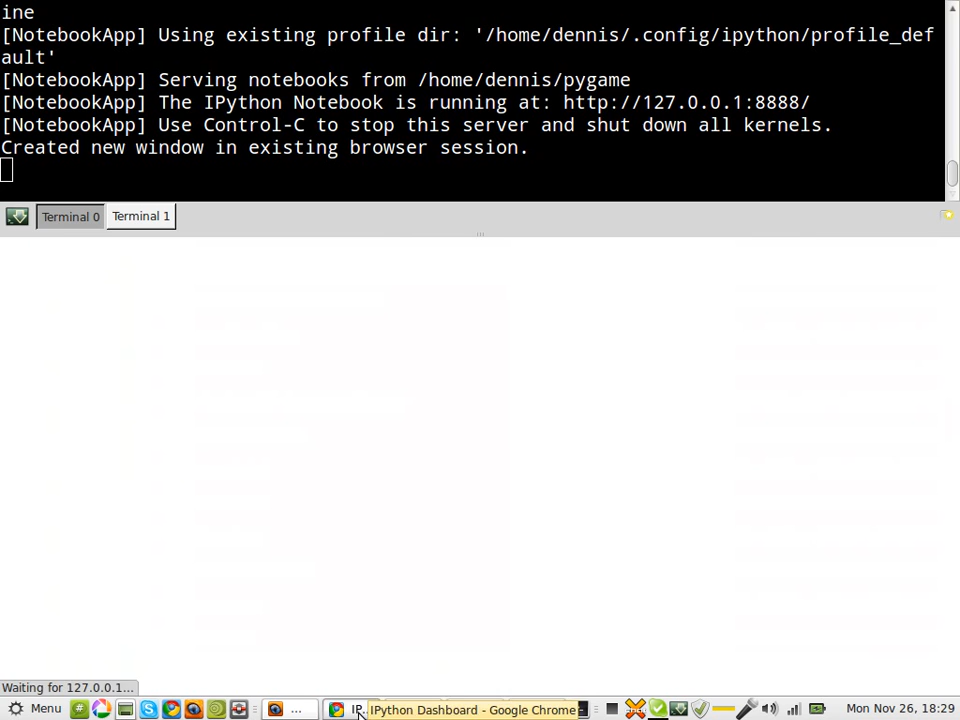 ine
[NotebookApp] Using existing profile dir: '/home/dennis/.config/ipython/profile_def
ault'
[NotebookApp] Serving notebooks from /home/dennis/pygame
[NotebookApp] The IPython Notebook is running at: http://127.0.0.1:8888/
[NotebookApp] Use Control-C to stop this server and shut down all kernels.
Created new window in existing browser session.
Terminal 0 Terminal 1
Waiting for 127.0.0.1...
Menu ... IP. IPython Dashboard - Google Chrome Mon Nov 26, 18:29